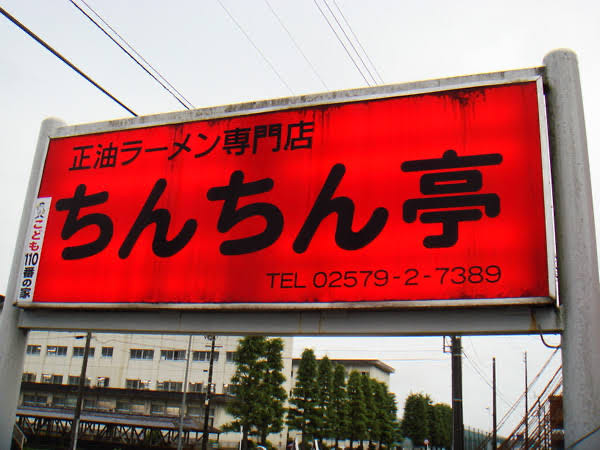 正油ラーメン専門店
ちんちん亭
TEL 02579-2-7389
こども
110番の家